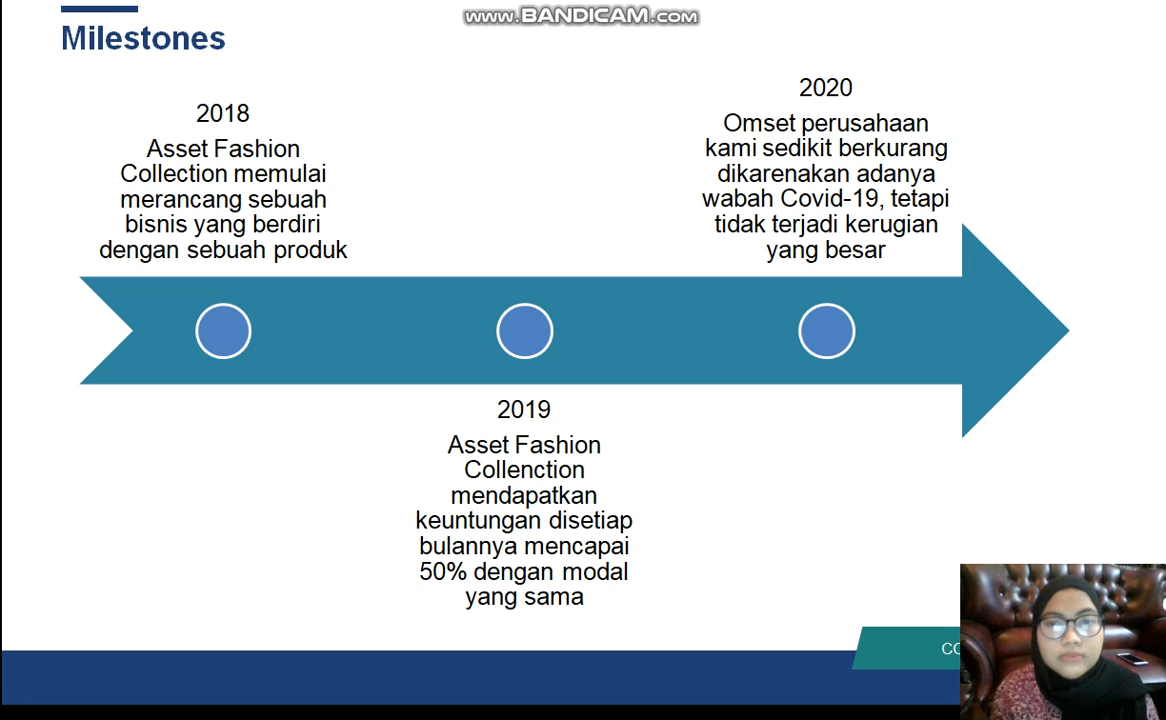 www.BANDICAM.com
Milestones
2018
Asset Fashion
Collection memulai
merancang sebuah
bisnis yang berdiri
dengan sebuah produk
2020
Omset perusahaan
kami sedikit berkurang
dikarenakan adanya
wabah Covid-19, tetapi
tidak terjadi kerugian
yang besar
2019
Asset Fashion
Collenction
mendapatkan
keuntungan disetiap
bulannya mencapai
50% dengan modal
yang sama